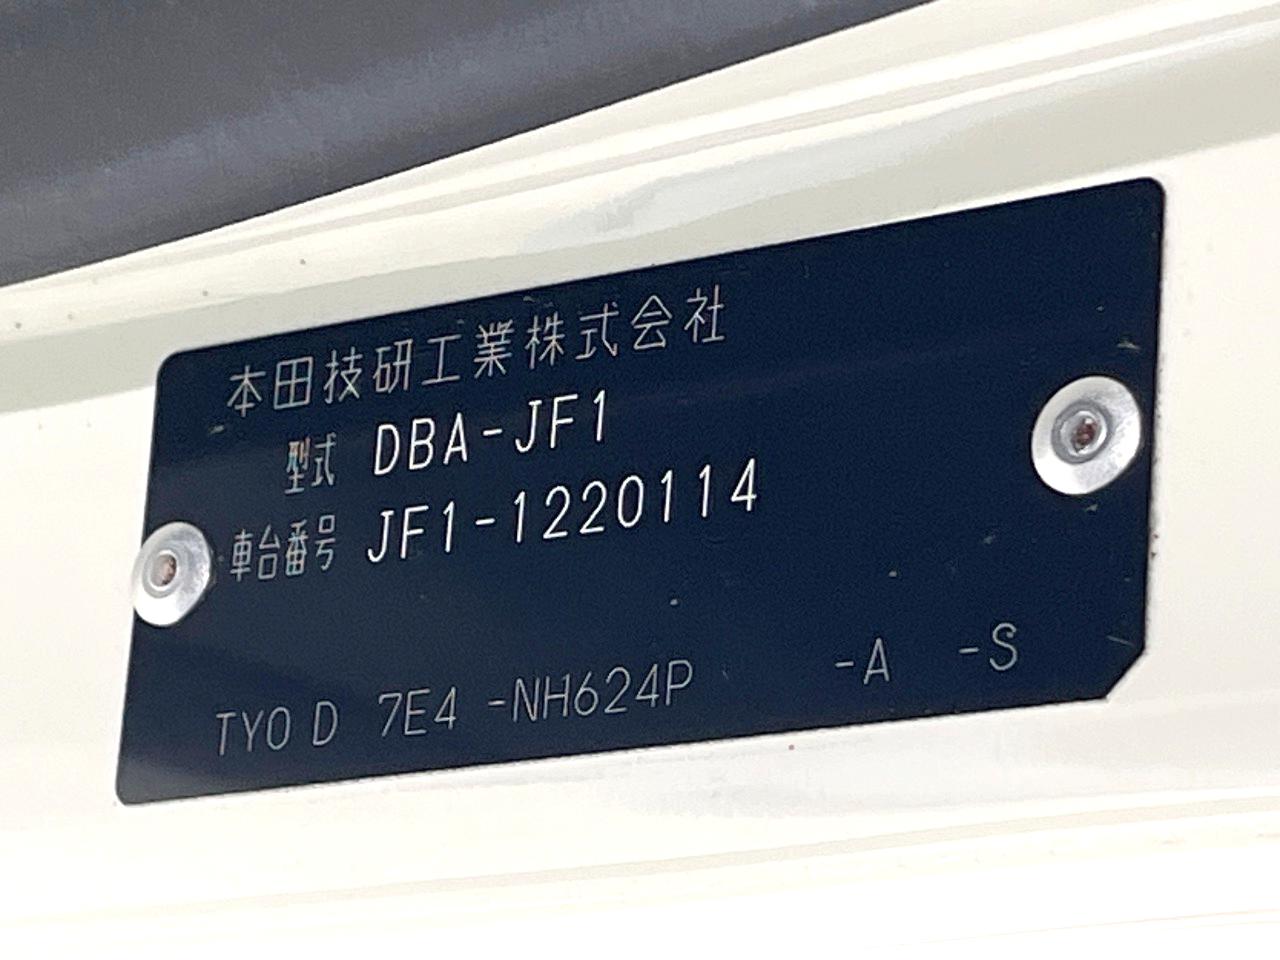 本田技研工業株式会社
型式 DBA-JF1
車台番号 JF1-1220114
TYO D 7E4 -NH624P -A -S